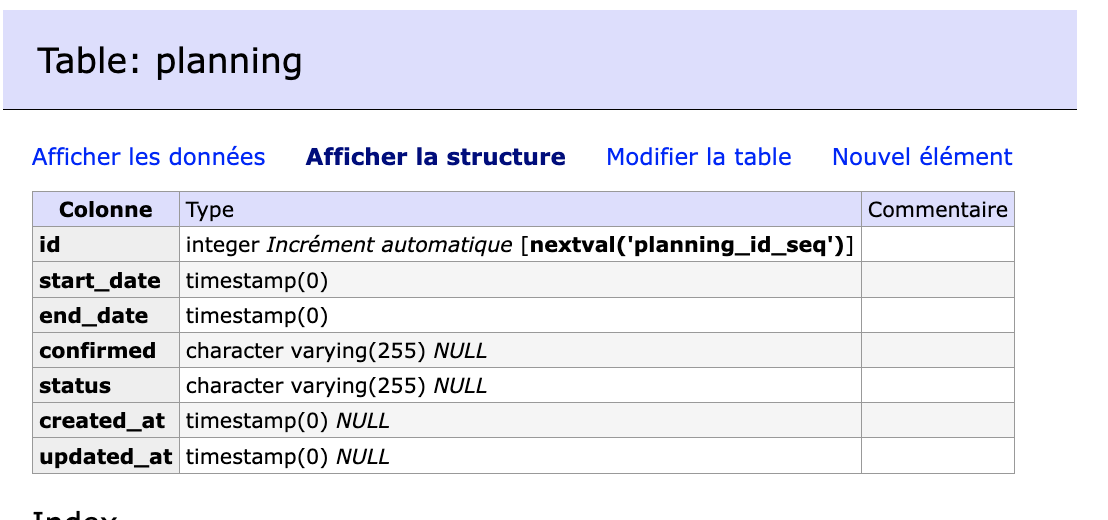 Table: planning
Afficher les données Afficher la structure Modifier la table Nouvel élément
Colonne Type Commentaire
id integer Incrément automatique [nextval('planning_id_seq')]
start_date timestamp(0)
end_date timestamp(0)
confirmed character varying(255) NULL
status character varying(255) NULL
created_at timestamp(0) NULL
updated_at timestamp(0) NULL
Index